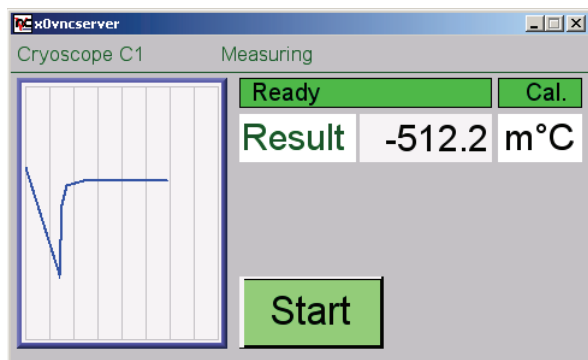 x0vncserver
Cryoscope C1 Measuring
Ready Cal.
Result -512.2 m°C
Start